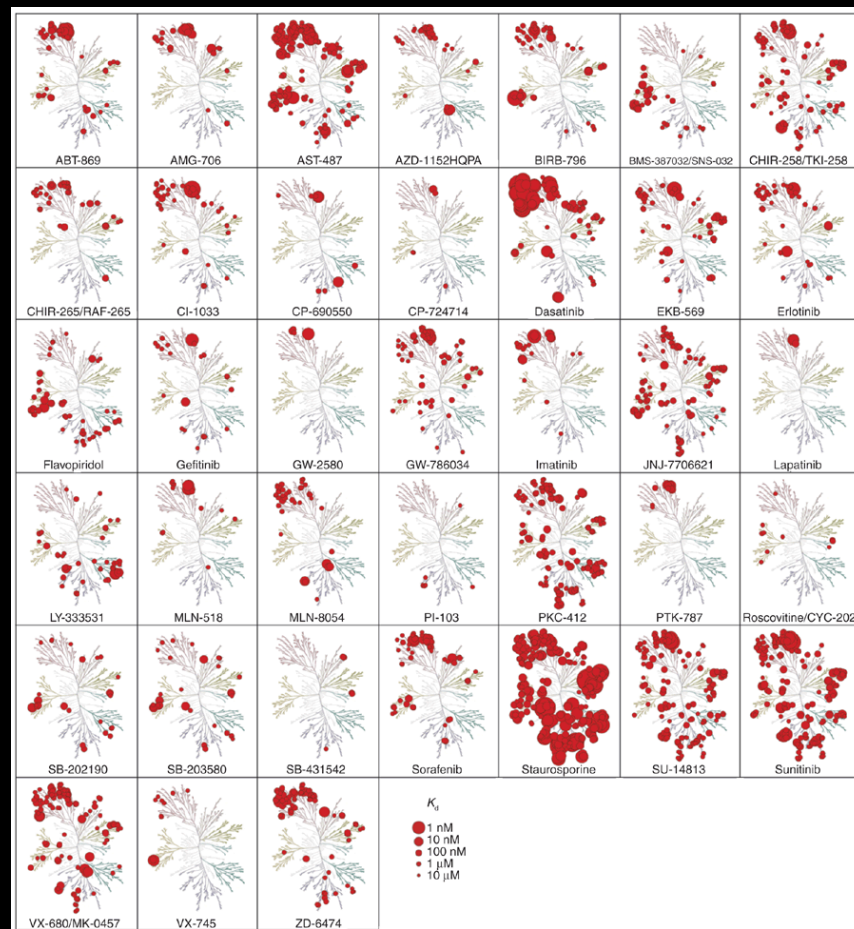 ABT-869 AMG-706 AST-487 AZD-1152HQPA BIRB-796 BMS-387032/SNS-032 CHIR-258/TKI-258
CHIR-265/RAF-265 CI-1033 CP-690550 CP-724714 Dasatinib EKB-569 Erlotinib
Flavopiridol Gefitinib GW-2580 GW-786034 Imatinib JNJ-7706621 Lapatinib
LY-333531 MLN-518 MLN-8054 PI-103 PKC-412 PTK-787 Roscovitine/CYC-202
SB-202190 SB-203580 SB-431542 Sorafenib Staurosporine SU-14813 Sunitinib
Kd
1 nM
10 nM
100 nM
1 μM
10 μM
VX-680/MK-0457 VX-745 ZD-6474